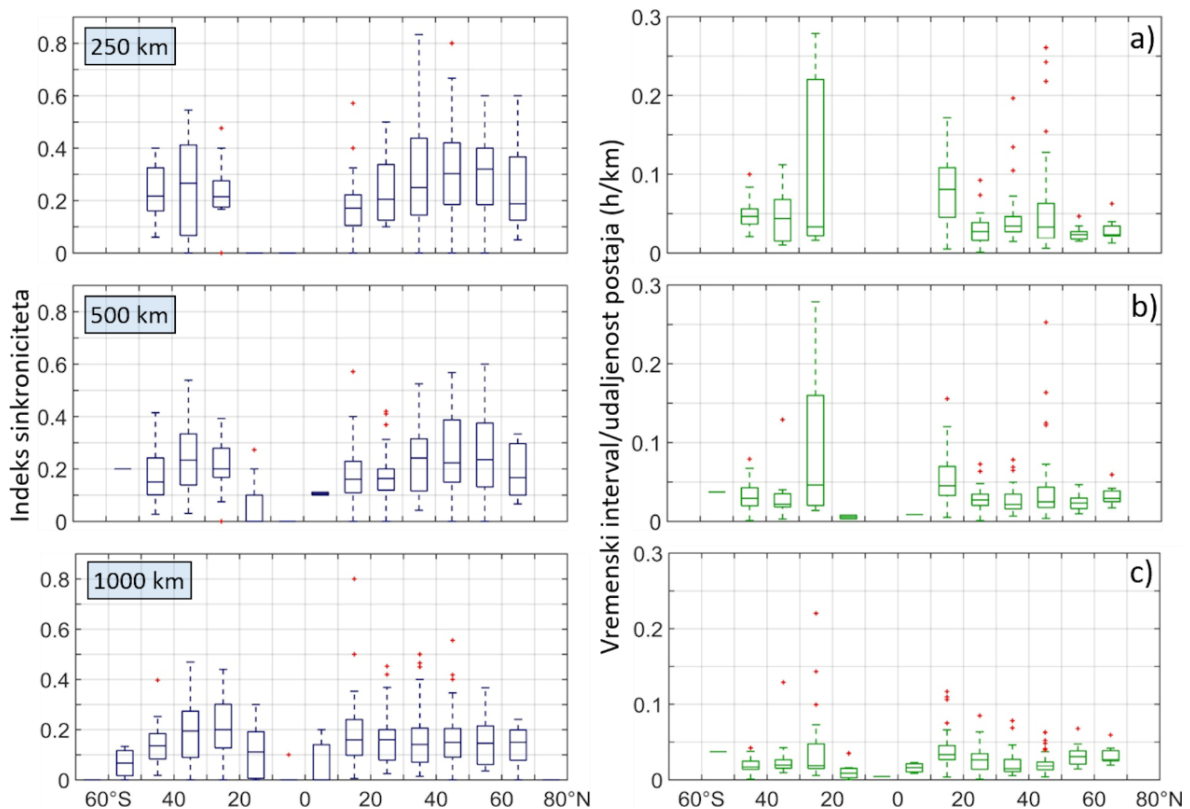 250 km
0.8
0.6
0.4
0.2
0
a)
0.3
0.2
0.1
0
500 km
0.8
0.6
0.4
0.2
0
b)
0.3
0.2
0.1
0
1000 km
0.8
0.6
0.4
0.2
0
60°S 40 20 0 20 40 60 80°N
c)
0.3
0.2
0.1
0
60°S 40 20 0 20 40 60 80°N
Indeks sinkroniciteta
Vremenski interval/udaljenost postaja (h/km)